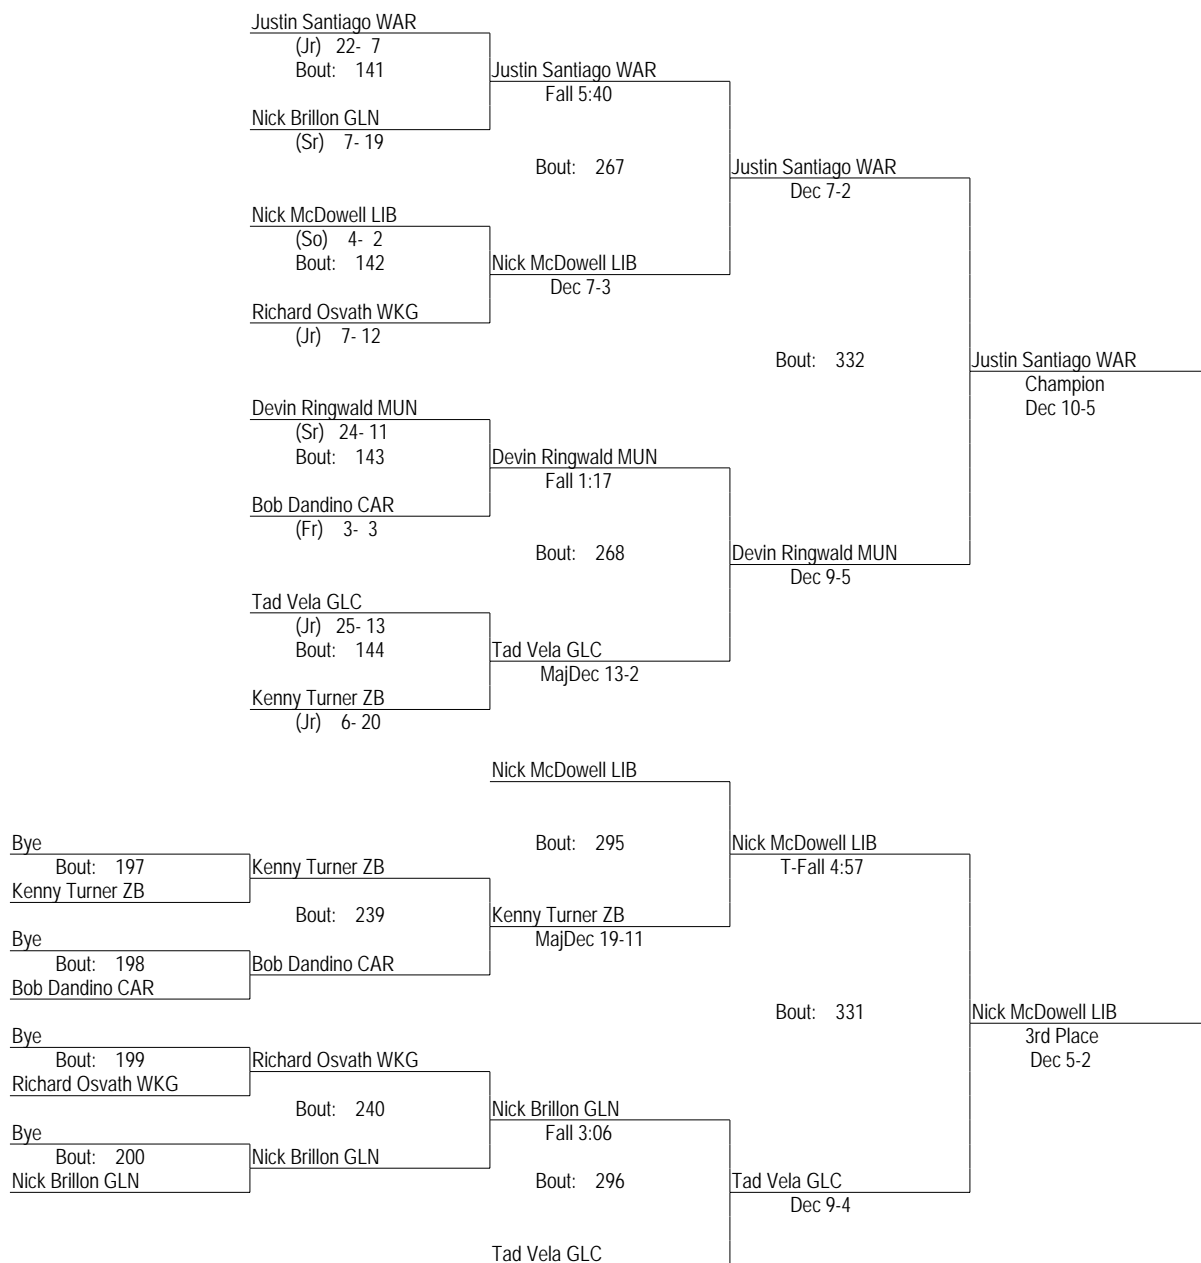 Justin Santiago WAR
(Jr) 22- 7
Bout: 141
Justin Santiago WAR
Fall 5:40
Nick Brillon GLN
(Sr) 7- 19
Bout: 267
Justin Santiago WAR
Dec 7-2
Nick McDowell LIB
(So) 4- 2
Bout: 142
Nick McDowell LIB
Dec 7-3
Richard Osvath WKG
(Jr) 7- 12
Bout: 332
Justin Santiago WAR
Champion
Dec 10-5
Devin Ringwald MUN
(Sr) 24- 11
Bout: 143
Devin Ringwald MUN
Fall 1:17
Bob Dandino CAR
(Fr) 3- 3
Bout: 268
Devin Ringwald MUN
Dec 9-5
Tad Vela GLC
(Jr) 25- 13
Bout: 144
Tad Vela GLC
MajDec 13-2
Kenny Turner ZB
(Jr) 6- 20
Nick McDowell LIB
Bout: 295
Nick McDowell LIB
T-Fall 4:57
Bye
Bout: 197
Kenny Turner ZB
Kenny Turner ZB
Bout: 239
Kenny Turner ZB
MajDec 19-11
Bye
Bout: 198
Bob Dandino CAR
Bob Dandino CAR
Bout: 331
Nick McDowell LIB
3rd Place
Dec 5-2
Bye
Bout: 199
Richard Osvath WKG
Richard Osvath WKG
Bout: 240
Nick Brillon GLN
Fall 3:06
Bye
Bout: 200
Nick Brillon GLN
Nick Brillon GLN
Bout: 296
Tad Vela GLC
Dec 9-4
Tad Vela GLC